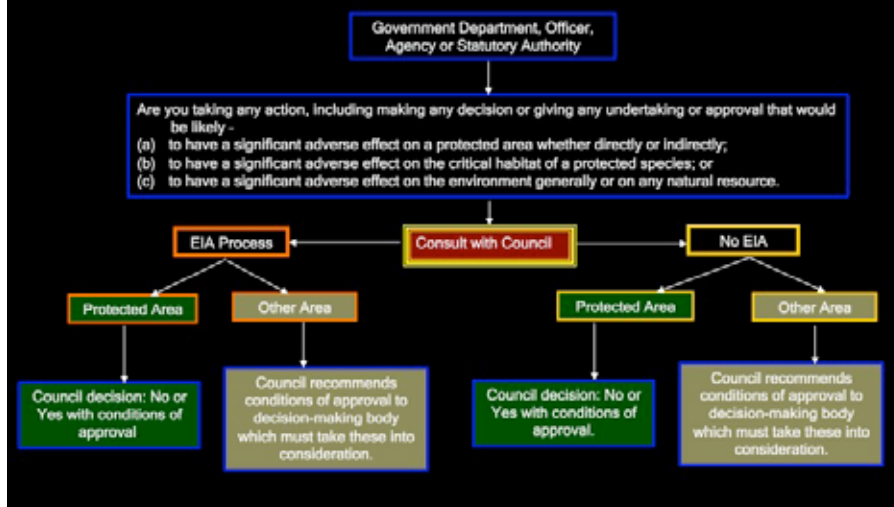 Government Department, Officer,
Agency or Statutory Authority
Are you taking any action, including making any decision or giving any undertaking or approval that would
be likely -
(a) to have a significant adverse effect on a protected area whether directly or indirectly;
(b) to have a significant adverse effect on the critical habitat of a protected species; or
(c) to have a significant adverse effect on the environment generally or on any natural resource.
EIA Process
Consult with Council
No EIA
Protected Area
Other Area
Protected Area
Other Area
Council decision: No or
Yes with conditions of
approval
Council recommends
conditions of approval to
decision-making body
which must take these into
consideration.
Council decision: No or
Yes with conditions of
approval.
Council recommends
conditions of approval to
decision-making body
which must take these into
consideration.